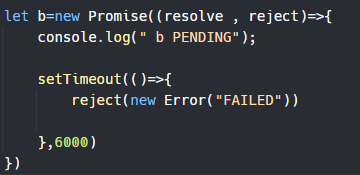 let b=new Promise((resolve , reject)=>{
    console.log(" b PENDING");
    setTimeout(()=>{
        reject(new Error("FAILED"))
    },6000)
})